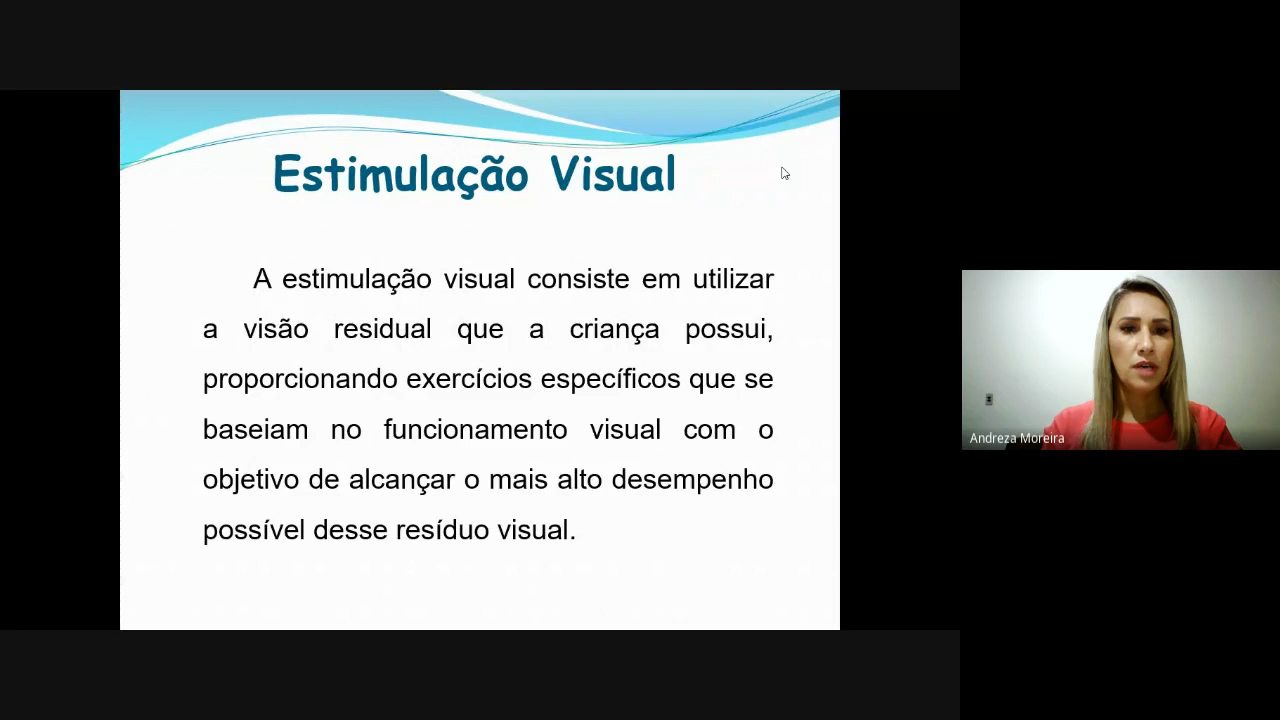 Estimulação Visual
A estimulação visual consiste em utilizar
a visão residual que a criança possui,
proporcionando exercícios específicos que se
baseiam no funcionamento visual com o
objetivo de alcançar o mais alto desempenho
possível desse resíduo visual.
Andreza Moreira